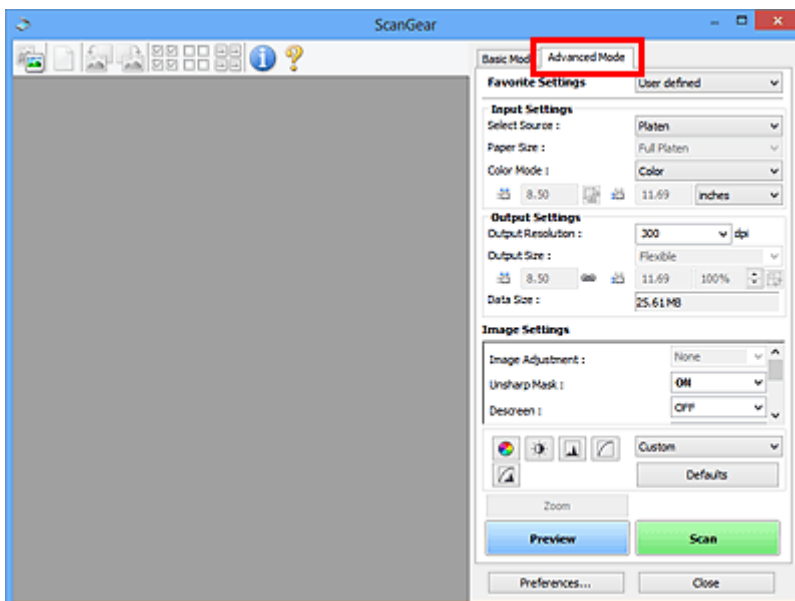 ScanGear
Basic Mod Advanced Mode
Favorite Settings User defined
Input Settings
Select Source : Platen
Paper Size : Full Platen
Color Mode : Color
8.50 11.69 inches
Output Settings
Output Resolution : 300 dpi
Output Size : Flexible
8.50 11.69 100%
Data Size : 25.61MB
Image Settings
Image Adjustment : None
Unsharp Mask : ON
Descreen : OFF
Custom
Defaults
Zoom
Preview Scan
Preferences... Close